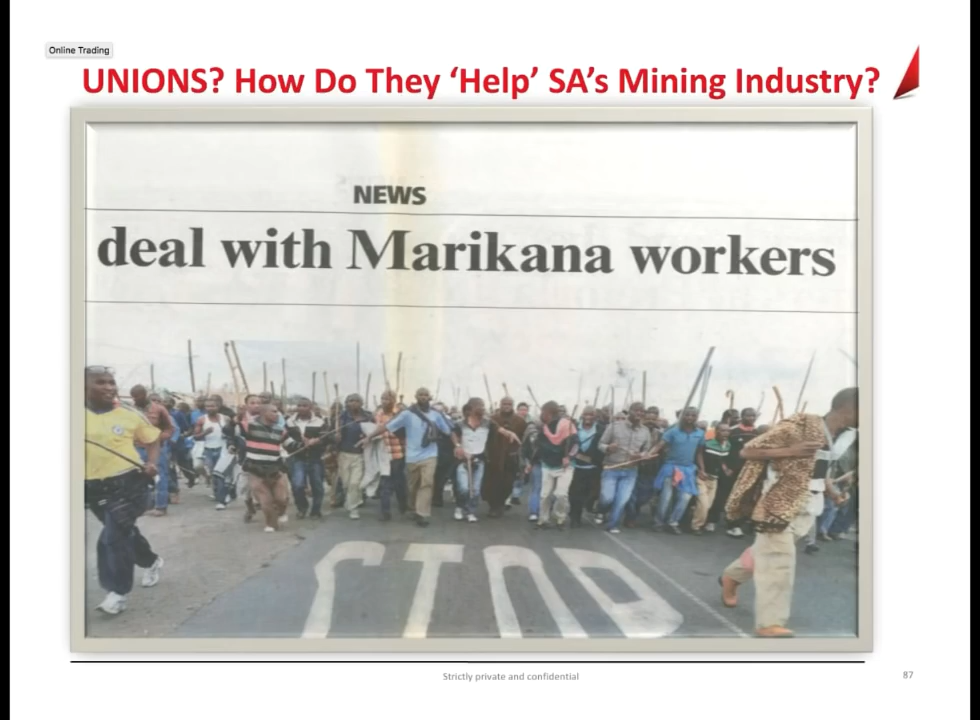 Online Trading
UNIONS? How Do They ‘Help’ SA’s Mining Industry?
NEWS
deal with Marikana workers
STOP
Strictly private and confidential
87